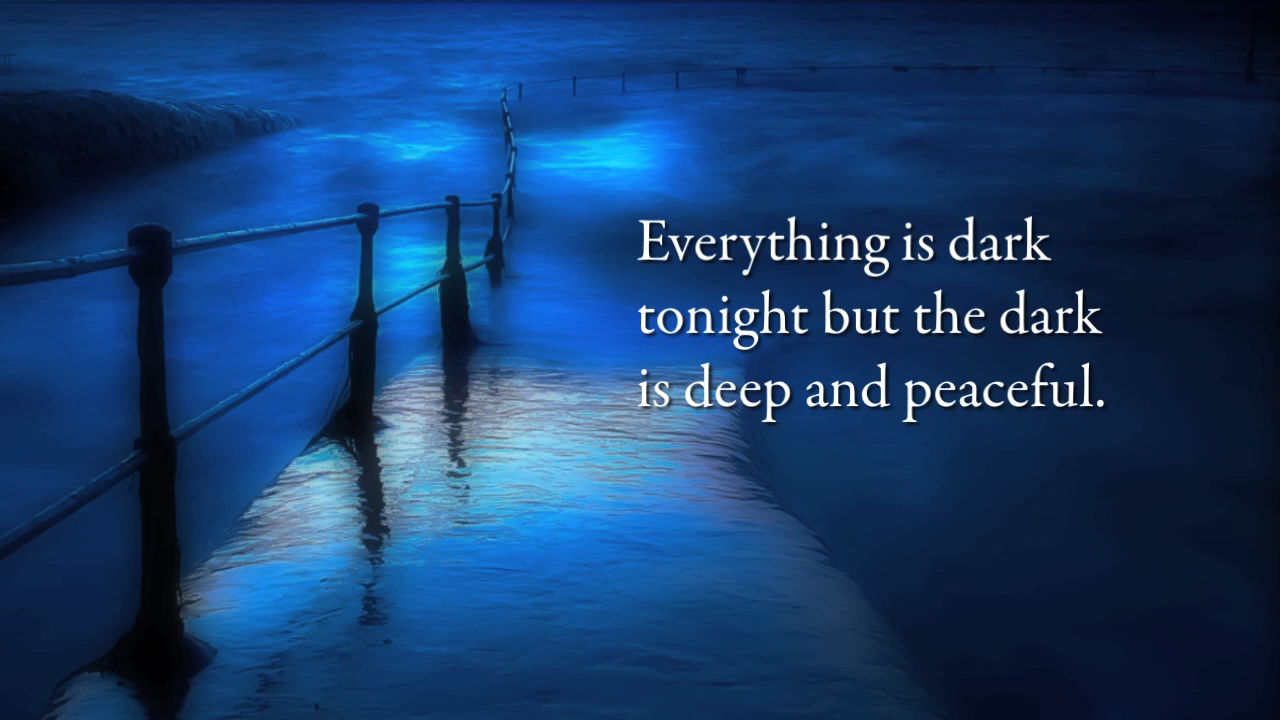 Everything is dark
tonight but the dark
is deep and peaceful.